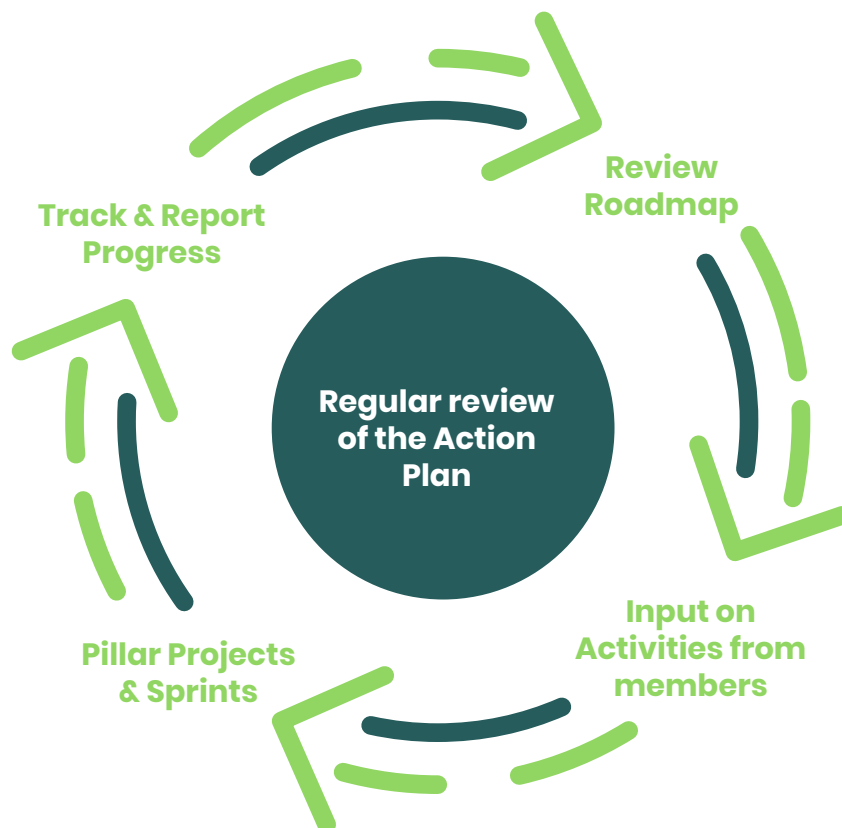 Review
Roadmap
Track & Report
Progress
Regular review
of the Action
Plan
Input on
Activities from
members
Pillar Projects
& Sprints